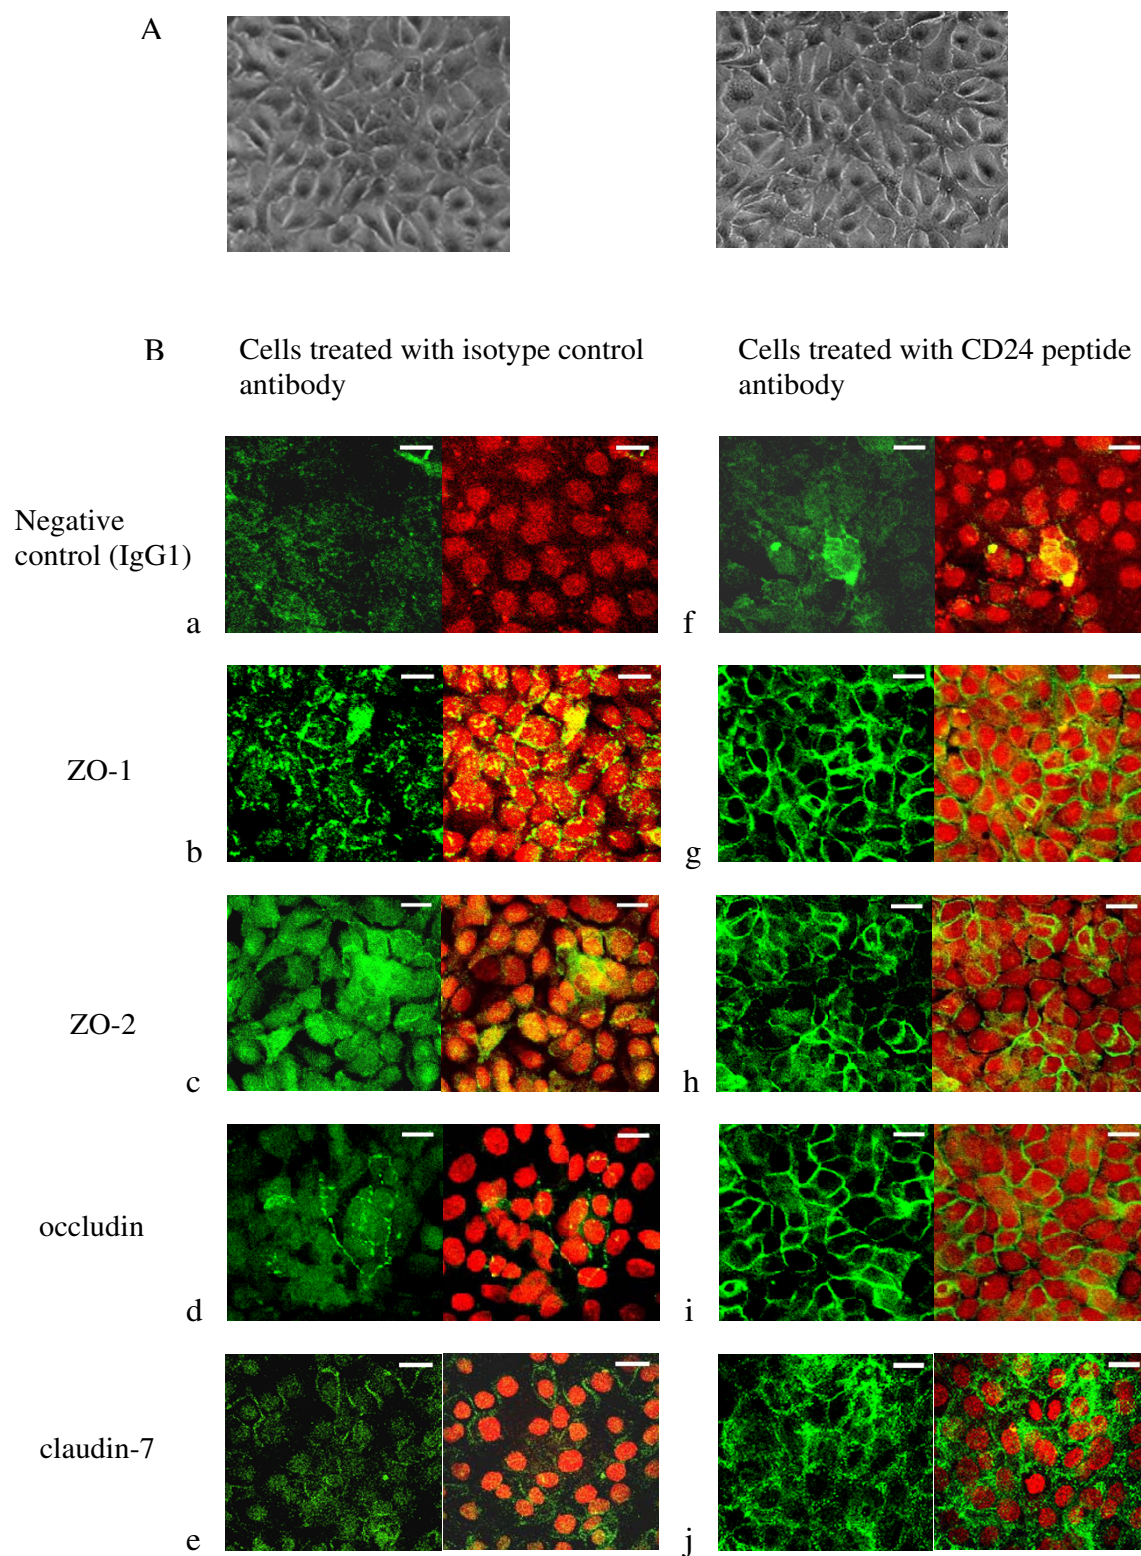 A
B
Cells treated with isotype control
antibody
Cells treated with CD24 peptide
antibody
Negative
control (IgG1)
a
f
ZO-1
b
g
ZO-2
c
h
occludin
d
i
claudin-7
e
j